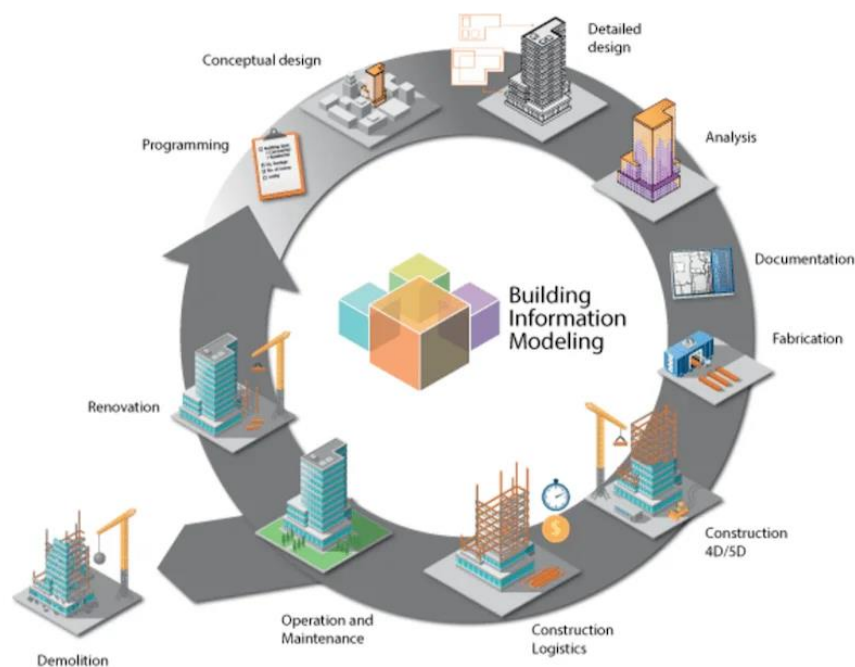 Conceptual design
Detailed
design
Programming
Analysis
Building
Information
Modeling
Documentation
Fabrication
Renovation
$
Construction
4D/5D
Operation and
Maintenance
Construction
Logistics
Demolition